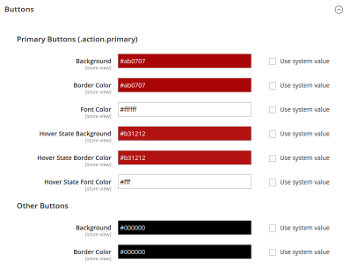 Buttons
Primary Buttons (.action.primary)
Background #ab0707 Use system value
[store view]
Border Color #ab0707 Use system value
[store view]
Font Color #ffffff Use system value
[store view]
Hover State Background #b31212 Use system value
[store view]
Hover State Border Color #b31212 Use system value
[store view]
Hover State Font Color #fff Use system value
[store view]
Other Buttons
Background #000000 Use system value
[store view]
Border Color #000000 Use system value
[store view]